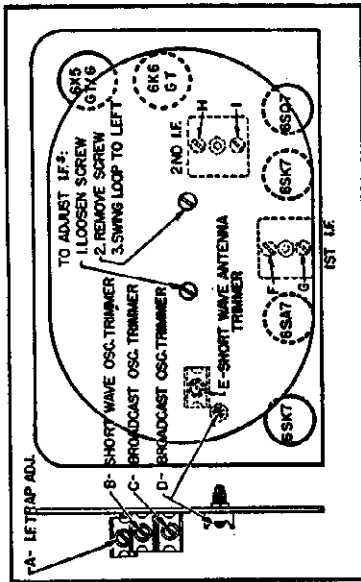 A- I.F. TRAP ADJ.
B- SHORT WAVE OSC. TRIMMER
C- BROADCAST OSC. TRIMMER
D- BROADCAST OSC. TRIMMER
E-SHORT WAVE ANTENNA
TRIMMER
TO ADJUST I.F.S:
1. LOOSEN SCREW
2. REMOVE SCREW
3. SWING LOOP TO LEFT
6X5
GTX6
6K6
GT
2ND I.F.
H
I
6SQ7
6SK7
F
G
1ST I.F.
6SA7
6SK7